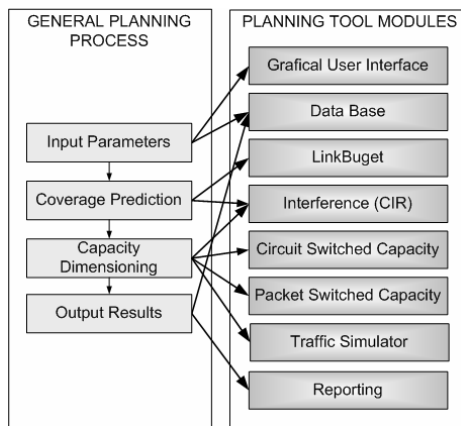 GENERAL PLANNING
PROCESS
Input Parameters
Coverage Prediction
Capacity
Dimensioning
Output Results
PLANNING TOOL MODULES
Grafical User Interface
Data Base
LinkBuget
Interference (CIR)
Circuit Switched Capacity
Packet Switched Capacity
Traffic Simulator
Reporting